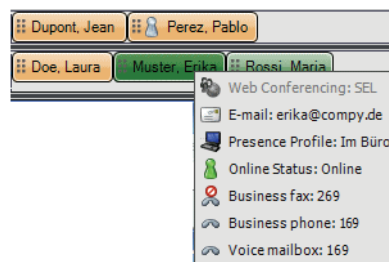 Dupont, Jean Perez, Pablo
Doe, Laura Muster, Erika Rossi, Maria
Web Conferencing: SEL
E-mail: erika@compy.de
Presence Profile: Im Büro
Online Status: Online
Business fax: 269
Business phone: 169
Voice mailbox: 169